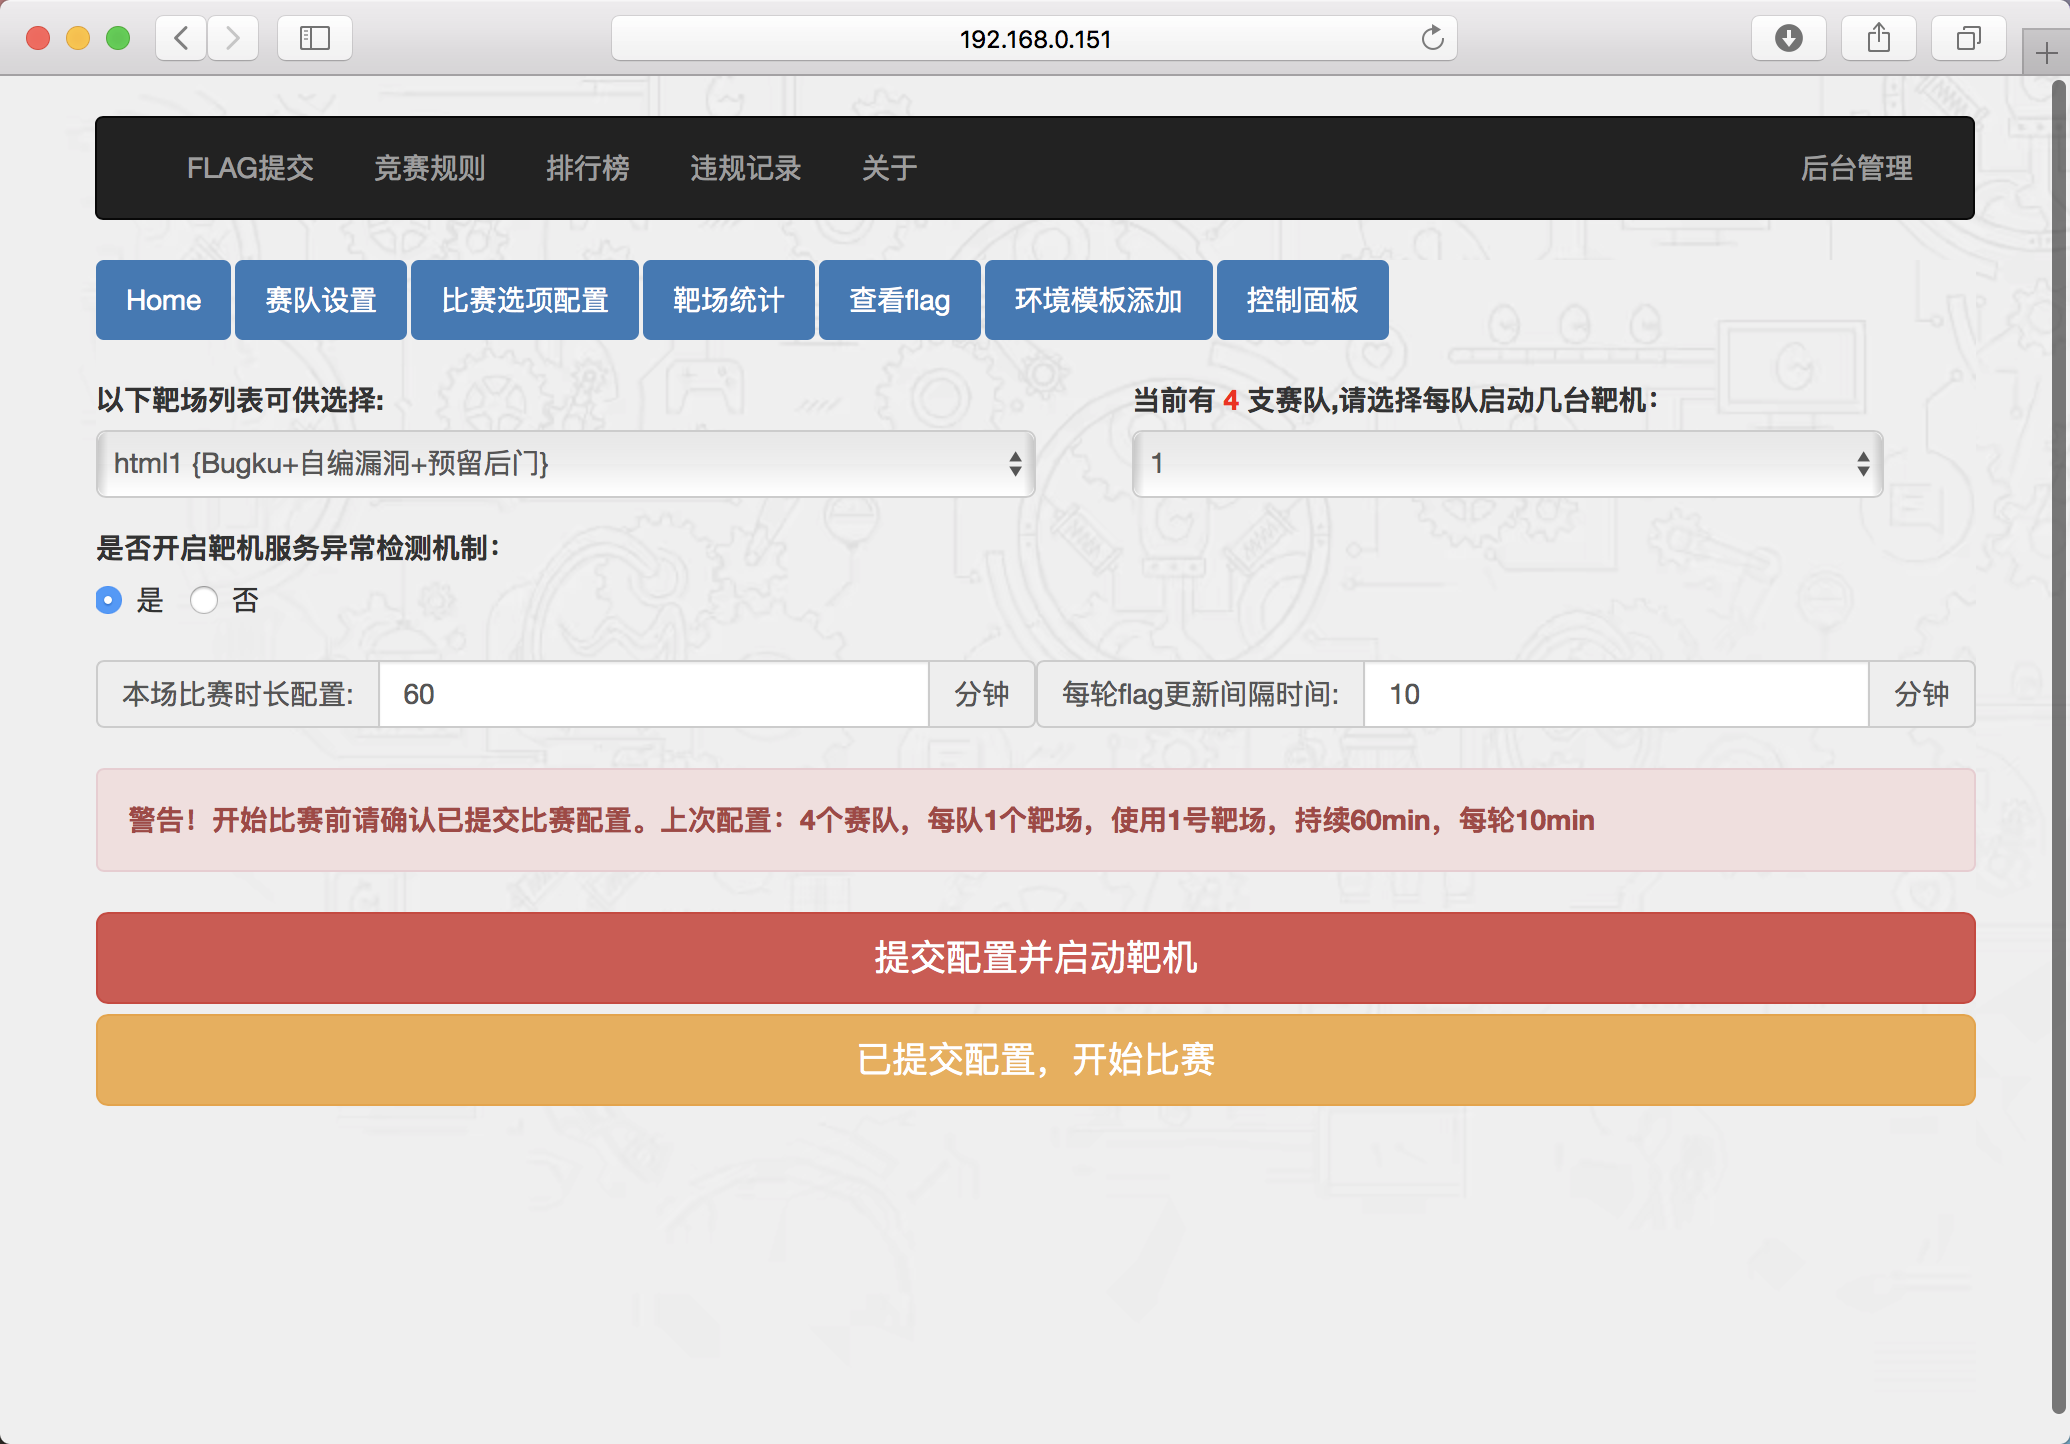 192.168.0.151
FLAG提交 竞赛规则 排行榜 违规记录 关于 后台管理
Home 赛队设置 比赛选项配置 靶场统计 查看flag 环境模板添加 控制面板
以下靶场列表可供选择: 当前有 4 支赛队,请选择每队启动几台靶机：
html1 {Bugku+自编漏洞+预留后门} 1
是否开启靶机服务异常检测机制：
是 否
本场比赛时长配置: 60 分钟 每轮flag更新间隔时间: 10 分钟
警告！开始比赛前请确认已提交比赛配置。上次配置：4个赛队，每队1个靶场，使用1号靶场，持续60min，每轮10min
提交配置并启动靶机
已提交配置，开始比赛